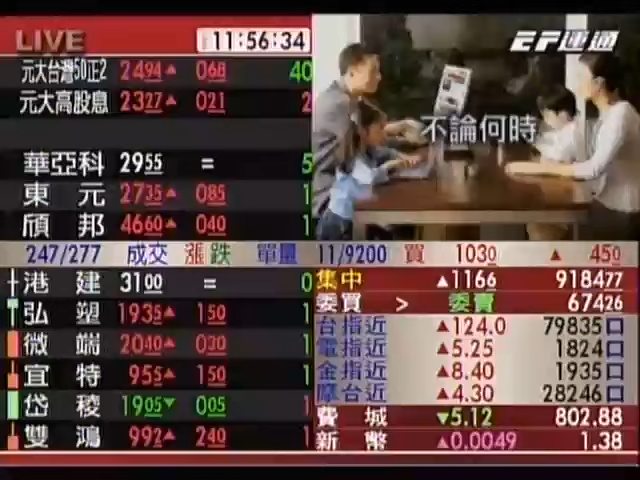 LIVE
11:56:34
EF運通
元大台灣50正2 2494▲ 068 40
元大高股息 2327▲ 021 2
不論何時
華亞科 2955 = 5
東元 2735▲ 085 1
頎邦 4660▲ 040 1
247/277 成交 漲跌 單量 11/9200 買 1030 ▲ 450
港建 3100 = 0
集中 ▲1166 918477
委買 > 委賣 67426
弘塑 1935▲ 150 1
台指近 ▲124.0 79835口
微端 2040▲ 030 1
電指近 ▲5.25 1824口
宜特 955▲ 150 1
金指近 ▲8.40 1935口
摩台近 ▲4.30 28246口
岱稜 1905▼ 005 1
費城 ▼5.12 802.88
雙鴻 992▲ 240 1
新幣 ▲0.0049 1.38